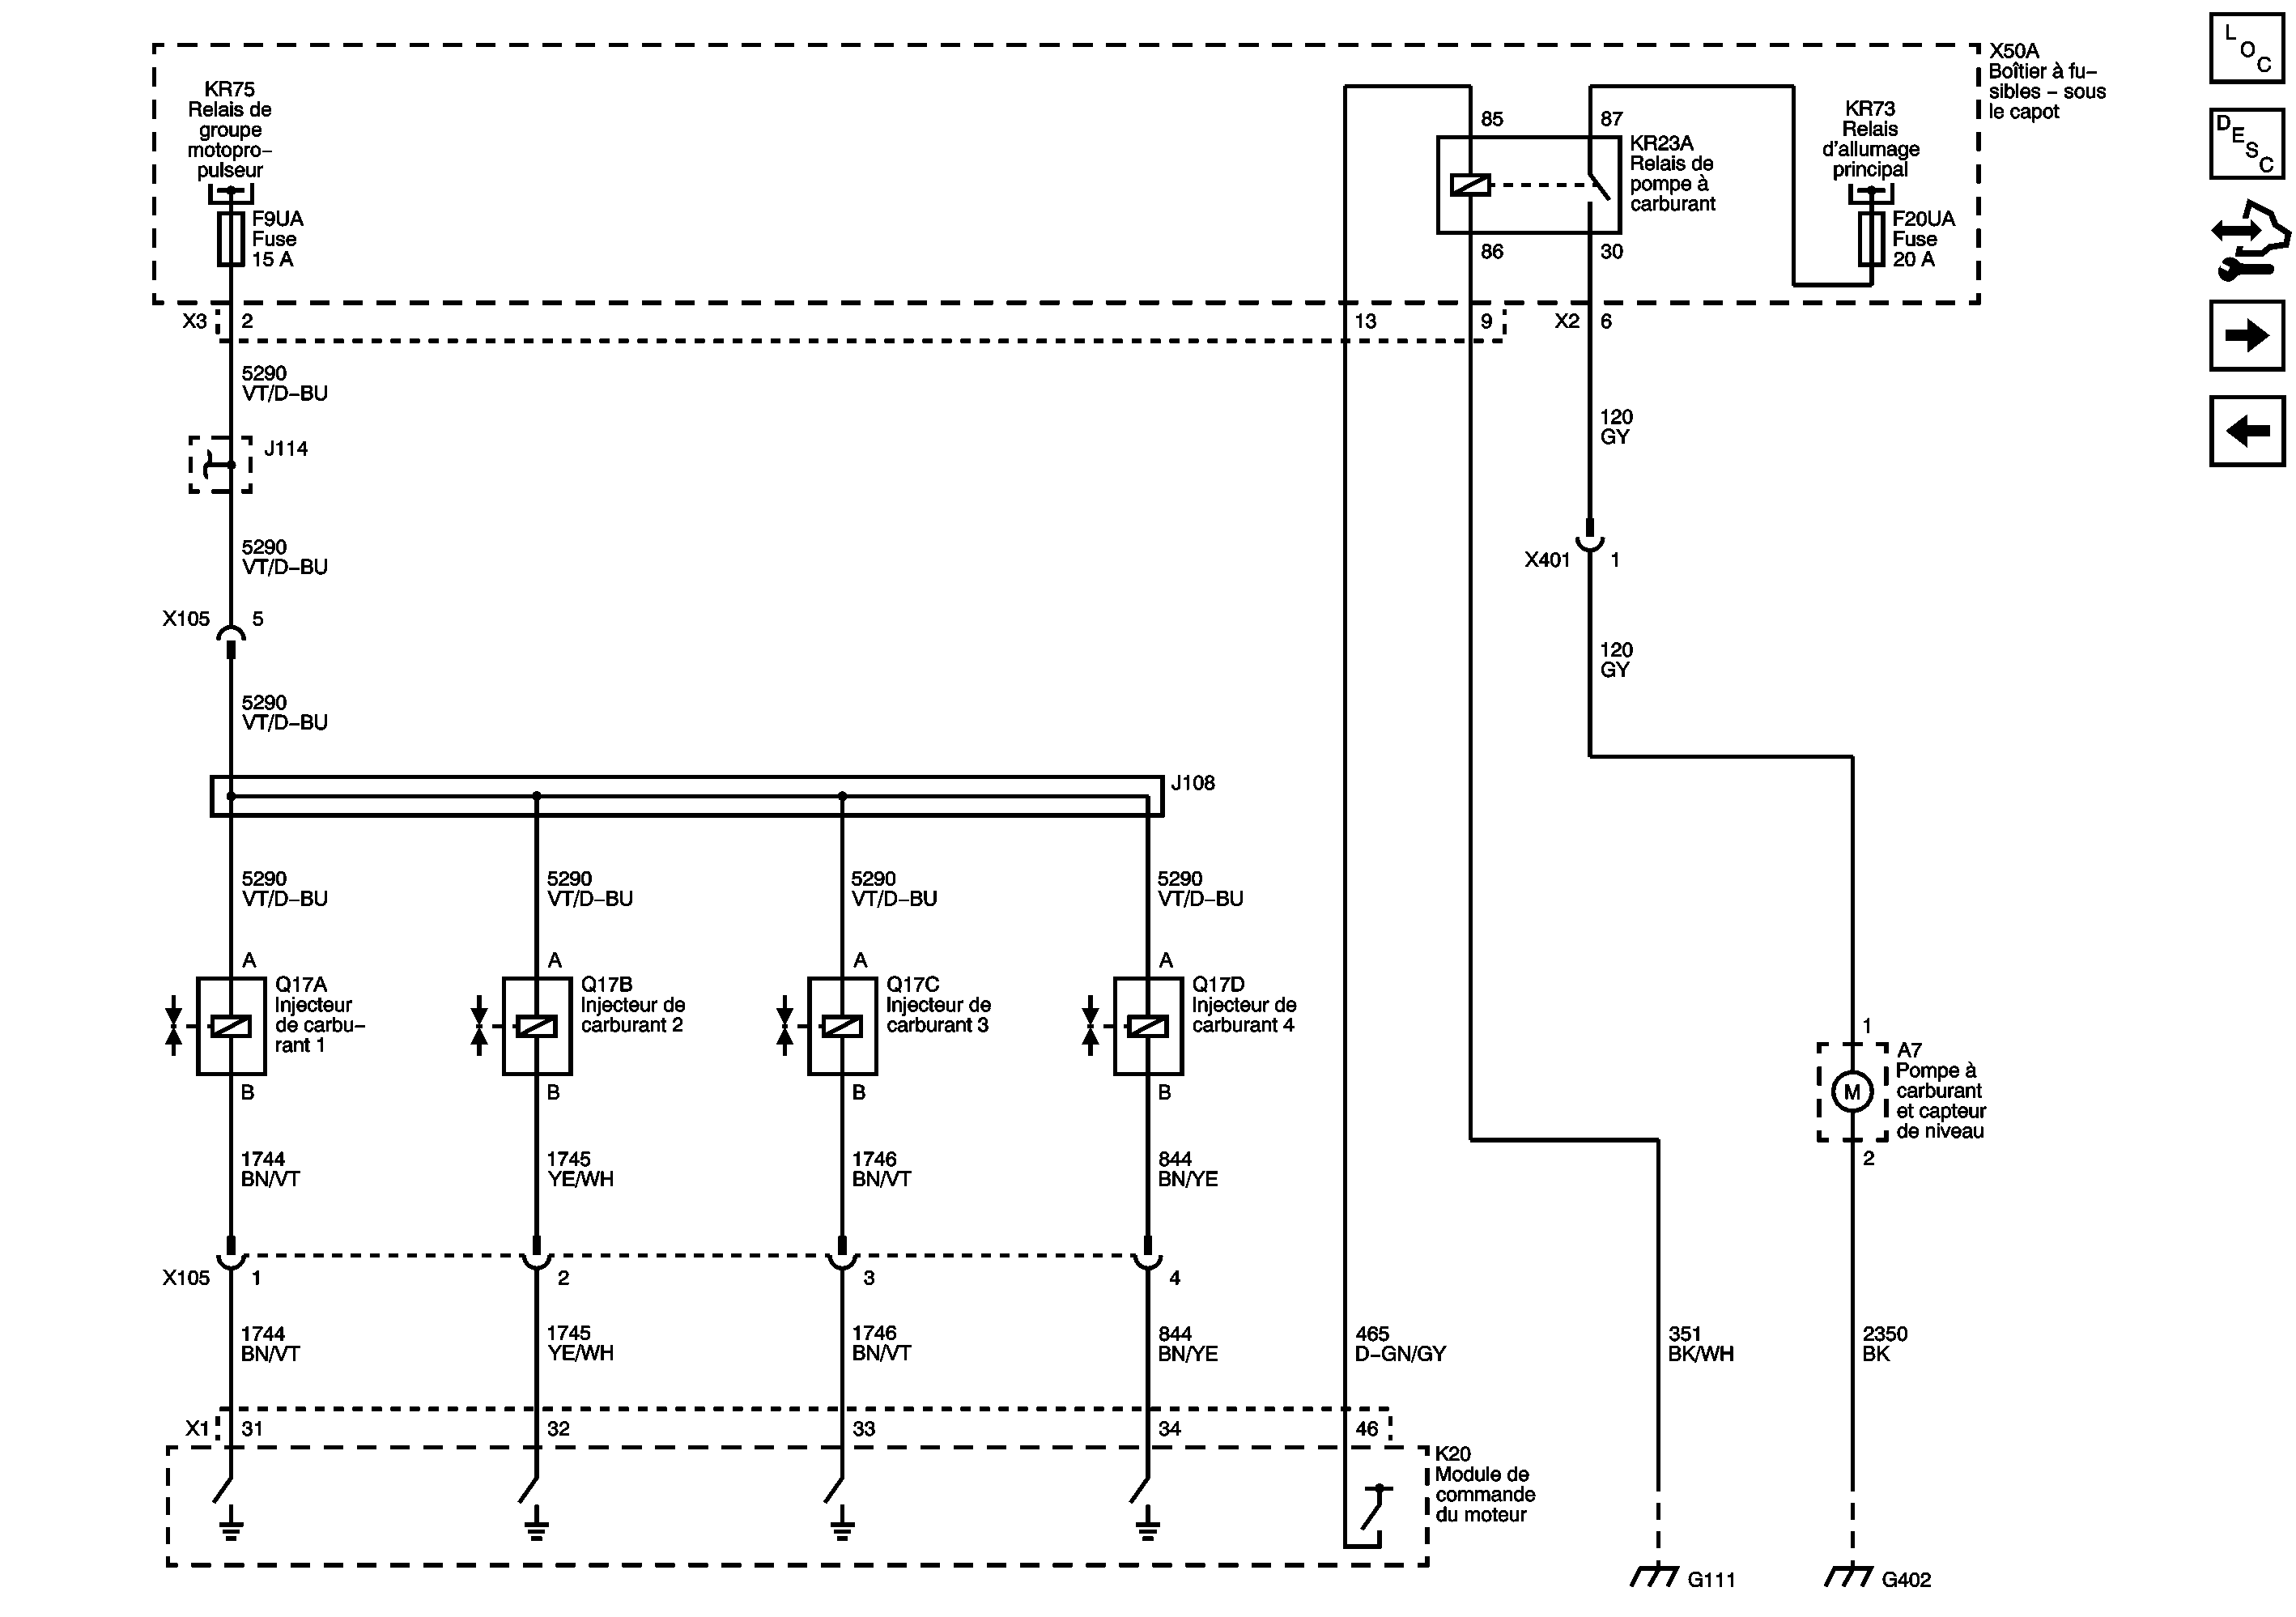 X50A
Boîtier à fu–
sibles – sous
le capot
L
O
C
D
E
S
C
KR75
Relais de
groupe
motopro–
pulseur
F9UA
Fuse
15 A
85
87
KR23A
Relais de
pompe à
carburant
86
30
KR73
Relais
d'allumage
principal
F20UA
Fuse
20 A
X3
2
13
9
X2
6
5290
VT/D–BU
J114
120
GY
5290
VT/D–BU
X401
1
X105
5
120
GY
5290
VT/D–BU
J108
5290
VT/D–BU
5290
VT/D–BU
5290
VT/D–BU
5290
VT/D–BU
A
A
A
A
Q17A
Injecteur
de carbu–
rant 1
Q17B
Injecteur de
carburant 2
Q17C
Injecteur de
carburant 3
Q17D
Injecteur de
carburant 4
B
B
B
B
1
A7
Pompe à
carburant
et capteur
de niveau
M
2
1744
BN/VT
1745
YE/WH
1746
BN/VT
844
BN/YE
X105
1
2
3
4
1744
BN/VT
1745
YE/WH
1746
BN/VT
844
BN/YE
465
D–GN/GY
351
BK/WH
2350
BK
X1
31
32
33
34
46
K20
Module de
commande
du moteur
G111
G402